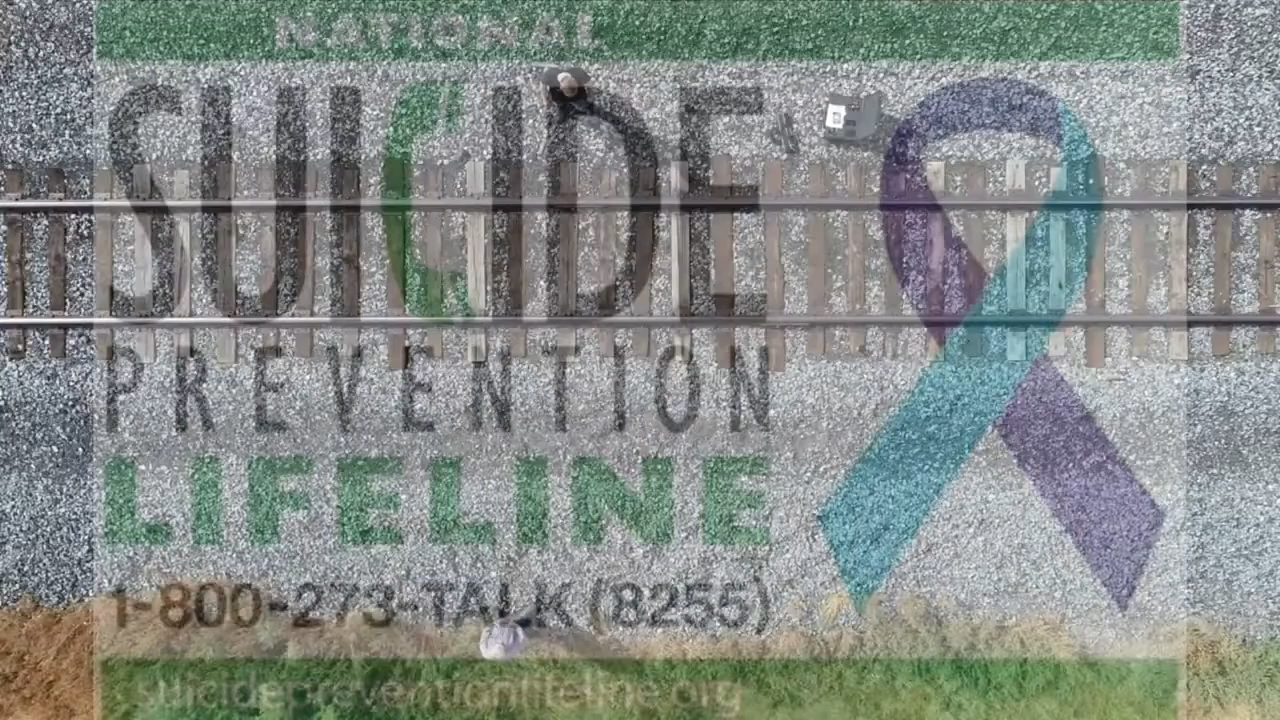 NATIONAL
SUICIDE
PREVENTION
LIFELINE
1-800-273-TALK (8255)
suicidepreventionlifeline.org